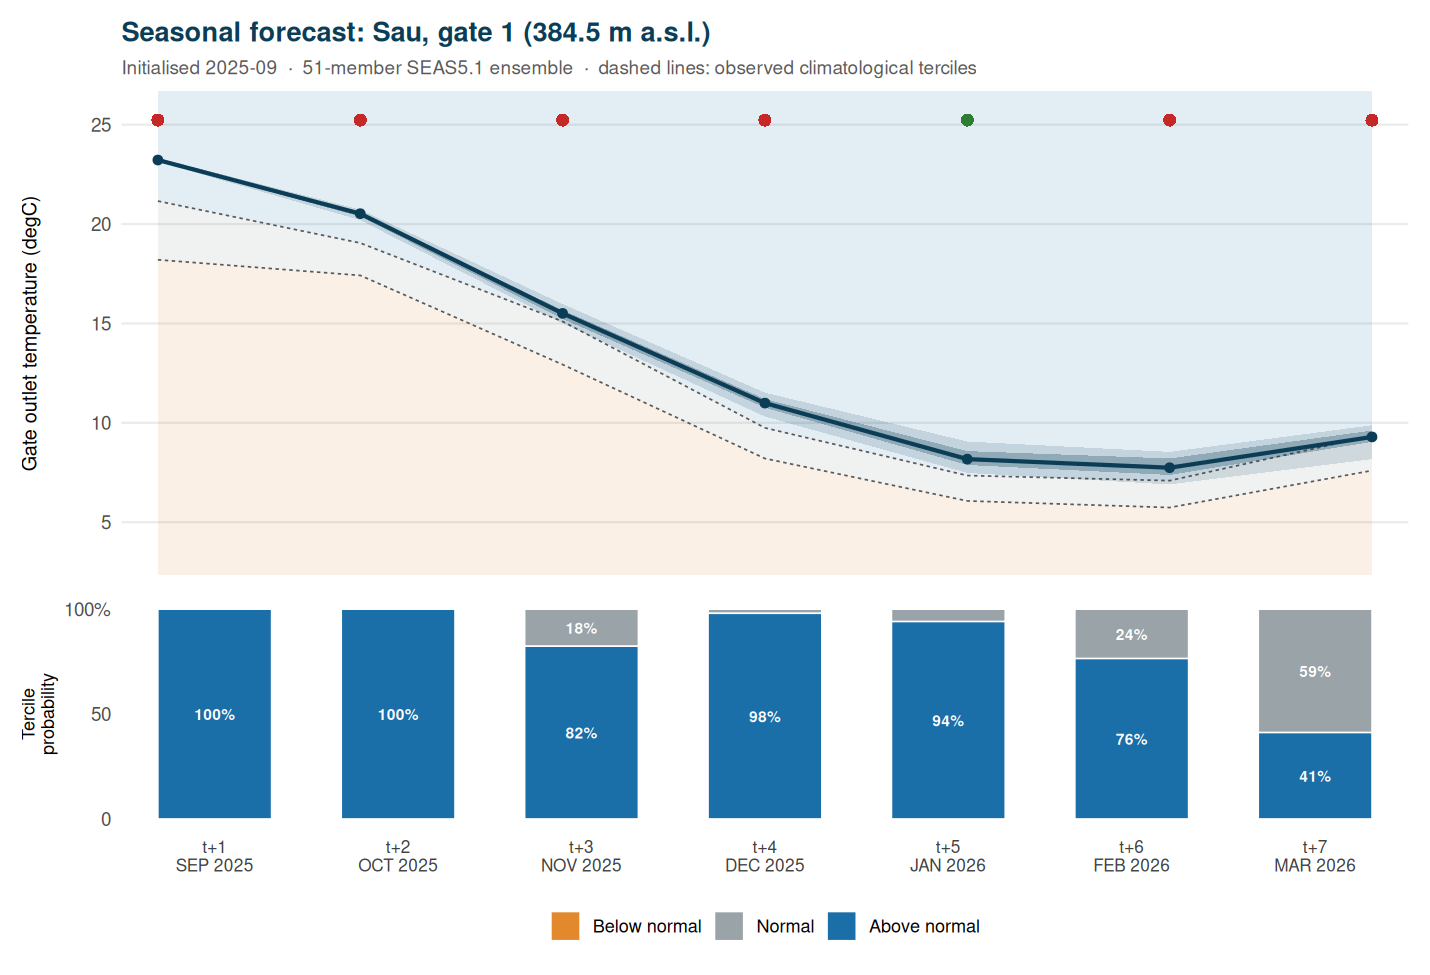 Seasonal forecast: Sau, gate 1 (384.5 m a.s.l.)
Initialised 2025-09 · 51-member SEAS5.1 ensemble · dashed lines: observed climatological terciles
Gate outlet temperature (degC)
25
20
15
10
5
Tercile
probability
100%
50
0
100%
100%
18%
82%
98%
94%
24%
76%
59%
41%
t+1
SEP 2025
t+2
OCT 2025
t+3
NOV 2025
t+4
DEC 2025
t+5
JAN 2026
t+6
FEB 2026
t+7
MAR 2026
Below normal
Normal
Above normal